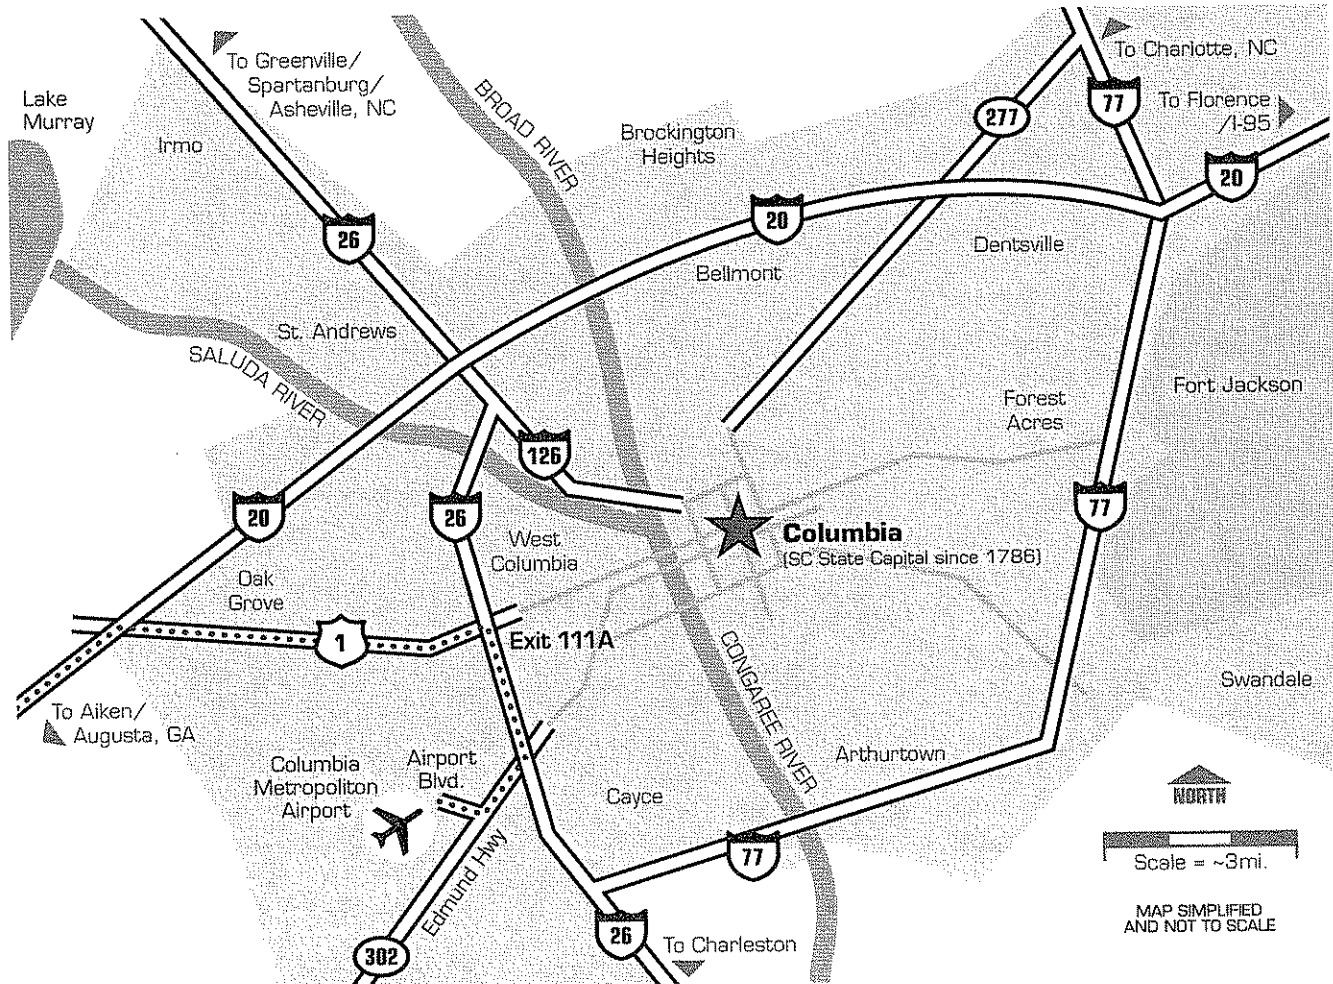 To Greenville/
Spartanburg/
Asheville, NC
To Charlotte, NC
Lake
Murray
Irmo
BROAD RIVER
Brockington
Heights
277
77
To Florence
/I-95
20
20
26
Dentsville
Bellmont
St. Andrews
SALUDA RIVER
Forest
Acres
Fort Jackson
126
20
26
77
West
Columbia
Columbia
(SC State Capital since 1786)
Oak
Grove
1
Exit 111A
CONGAREE RIVER
Swandale
To Aiken/
Augusta, GA
Columbia
Metropoliton
Airport
Airport
Blvd.
Arthurtown
Cayce
NORTH
Edmund Hwy
77
Scale = ~3mi.
302
26
To Charleston
MAP SIMPLIFIED
AND NOT TO SCALE